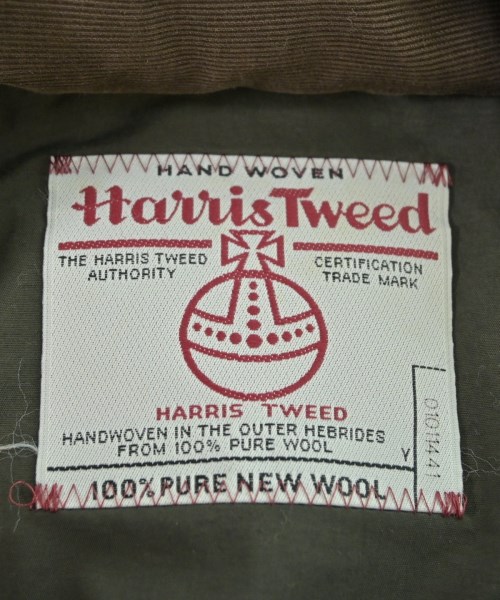 HAND WOVEN
Harris Tweed
THE HARRIS TWEED
AUTHORITY
CERTIFICATION
TRADE MARK
HARRIS TWEED
HANDWOVEN IN THE OUTER HEBRIDES
FROM 100% PURE WOOL
Y
01011441
100% PURE NEW WOOL